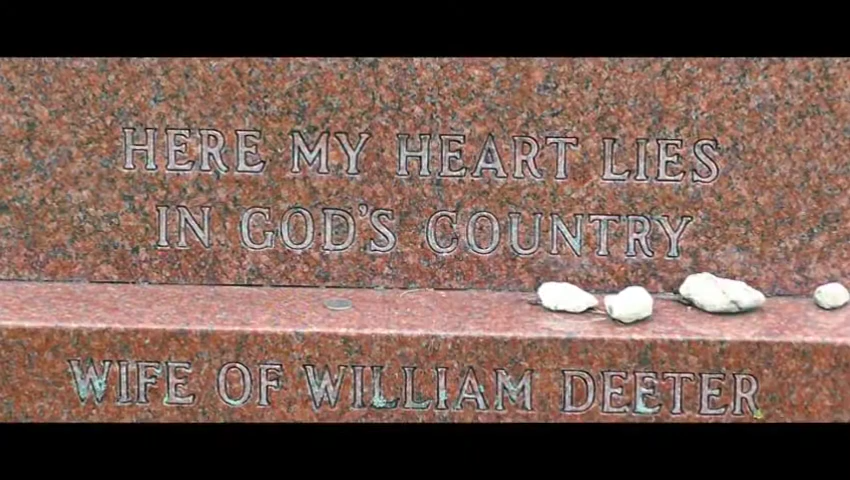 HERE MY HEART LIES
IN GOD'S COUNTRY
WIFE OF WILLIAM DEETER